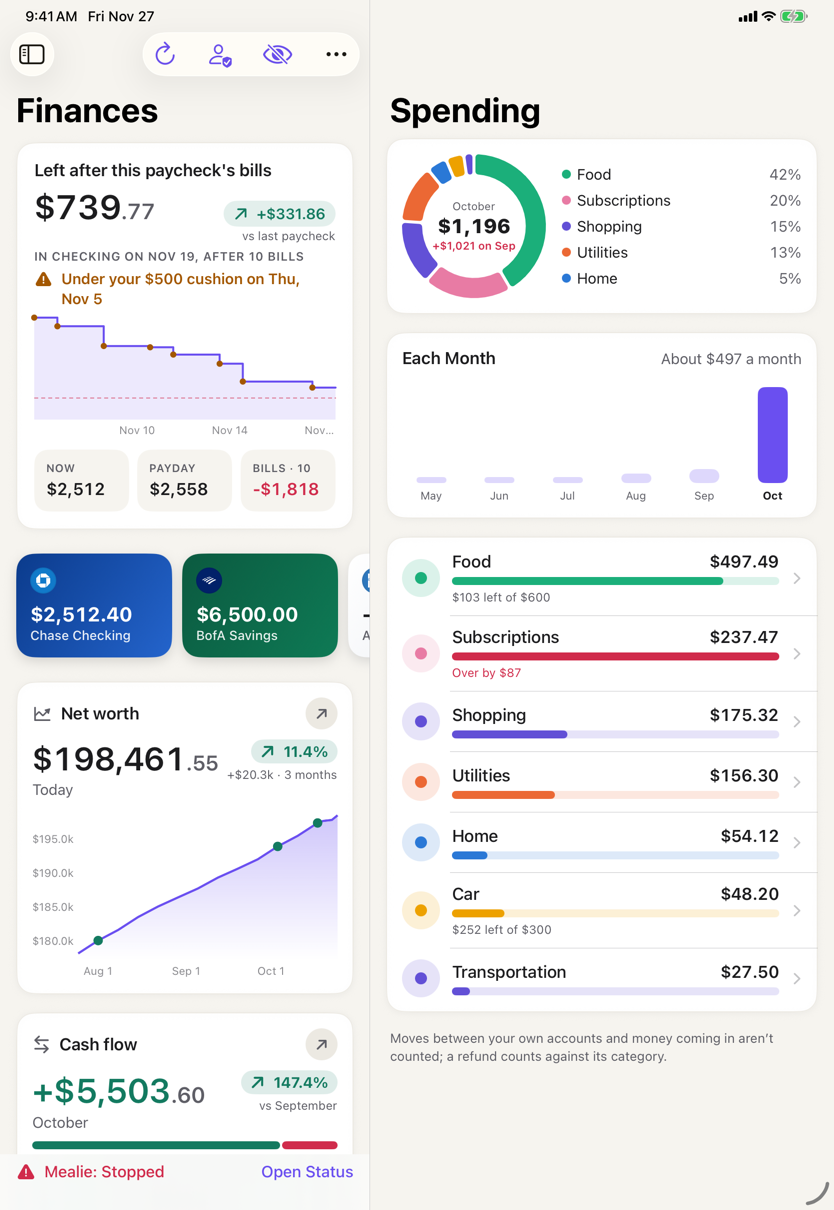 9:41 AM Fri Nov 27
Finances
Left after this paycheck's bills
$739.77
+$331.86
vs last paycheck
IN CHECKING ON NOV 19, AFTER 10 BILLS
Under your $500 cushion on Thu,
Nov 5
Nov 10 Nov 14 Nov...
NOW
$2,512
PAYDAY
$2,558
BILLS · 10
-$1,818
$2,512.40
Chase Checking
$6,500.00
BofA Savings
Net worth
$198,461.55
11.4%
+$20.3k · 3 months
Today
$195.0k
$190.0k
$185.0k
$180.0k
Aug 1 Sep 1 Oct 1
Cash flow
+$5,503.60
147.4%
vs September
October
Mealie: Stopped
Open Status
Spending
October
$1,196
+$1,021 on Sep
Food 42%
Subscriptions 20%
Shopping 15%
Utilities 13%
Home 5%
Each Month About $497 a month
May Jun Jul Aug Sep Oct
Food $497.49
$103 left of $600
Subscriptions $237.47
Over by $87
Shopping $175.32
Utilities $156.30
Home $54.12
Car $48.20
$252 left of $300
Transportation $27.50
Moves between your own accounts and money coming in aren't
counted; a refund counts against its category.